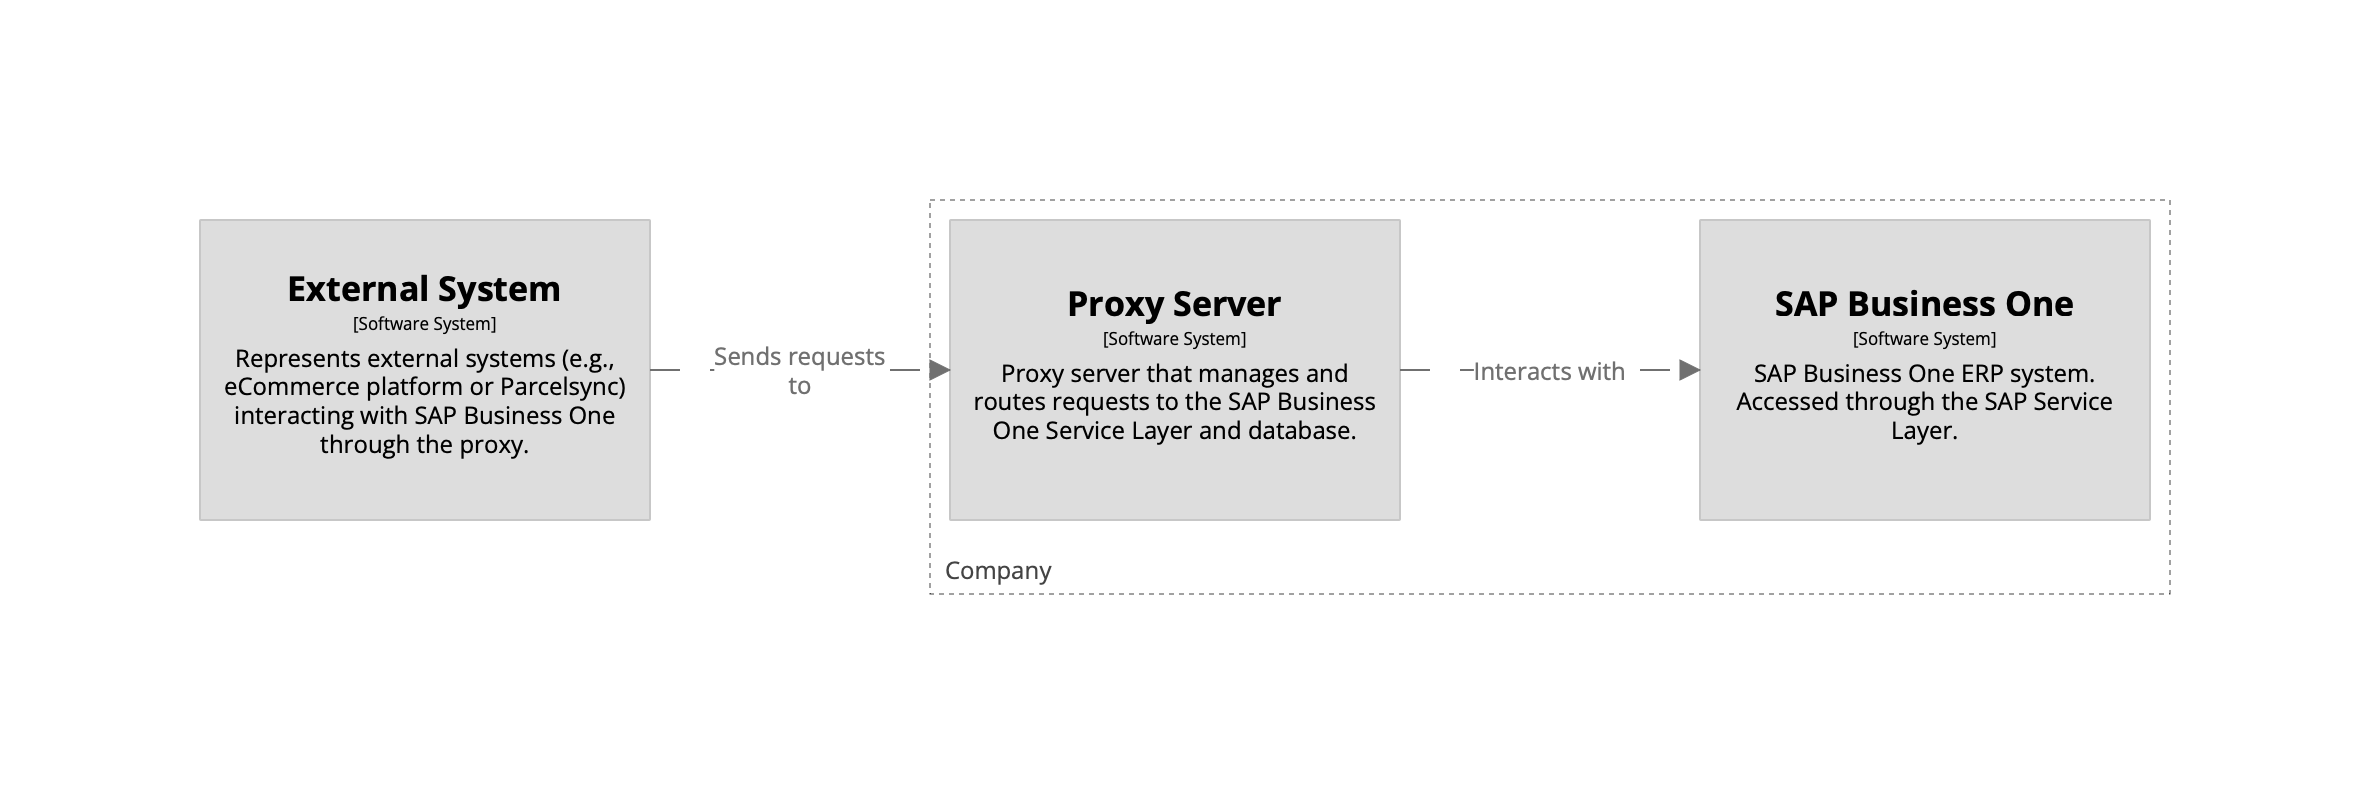 External System
[Software System]
Represents external systems (e.g.,
eCommerce platform or Parcelsync)
interacting with SAP Business One
through the proxy.
Sends requests
to
Proxy Server
[Software System]
Proxy server that manages and
routes requests to the SAP Business
One Service Layer and database.
Interacts with
SAP Business One
[Software System]
SAP Business One ERP system.
Accessed through the SAP Service
Layer.
Company